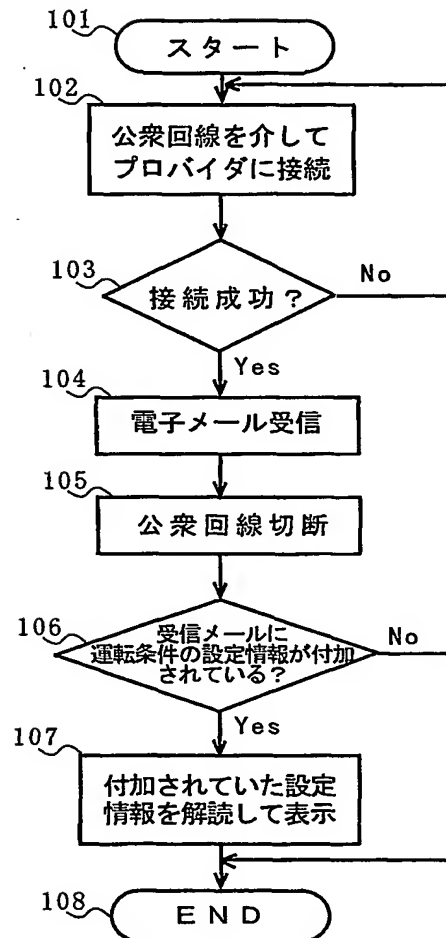 101
スタート
102
公衆回線を介して
プロバイダに接続
103
接続成功？
No
Yes
104
電子メール受信
105
公衆回線切断
106
受信メールに
運転条件の設定情報が付加
されている？
No
Yes
107
付加されていた設定
情報を解読して表示
108
END